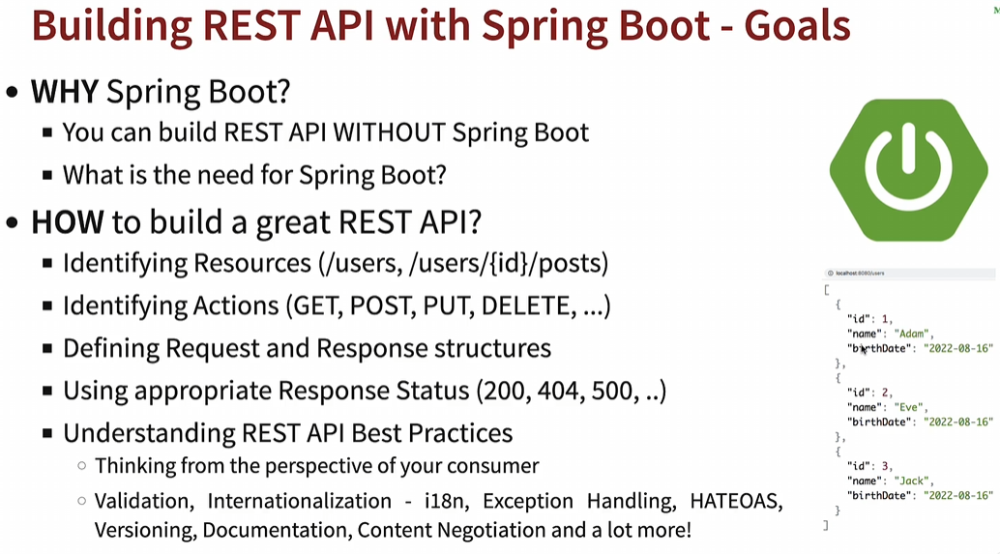 Building REST API with Spring Boot - Goals
• WHY Spring Boot?
▪ You can build REST API WITHOUT Spring Boot
▪ What is the need for Spring Boot?
• HOW to build a great REST API?
▪ Identifying Resources (/users, /users/{id}/posts)
▪ Identifying Actions (GET, POST, PUT, DELETE, ...)
▪ Defining Request and Response structures
▪ Using appropriate Response Status (200, 404, 500, ..)
▪ Understanding REST API Best Practices
○ Thinking from the perspective of your consumer
○ Validation, Internationalization - i18n, Exception Handling, HATEOAS,
Versioning, Documentation, Content Negotiation and a lot more!
localhost:8080/users
[
{
"id": 1,
"name": "Adam",
"birthDate": "2022-08-16"
},
{
"id": 2,
"name": "Eve",
"birthDate": "2022-08-16"
},
{
"id": 3,
"name": "Jack",
"birthDate": "2022-08-16"
}
]